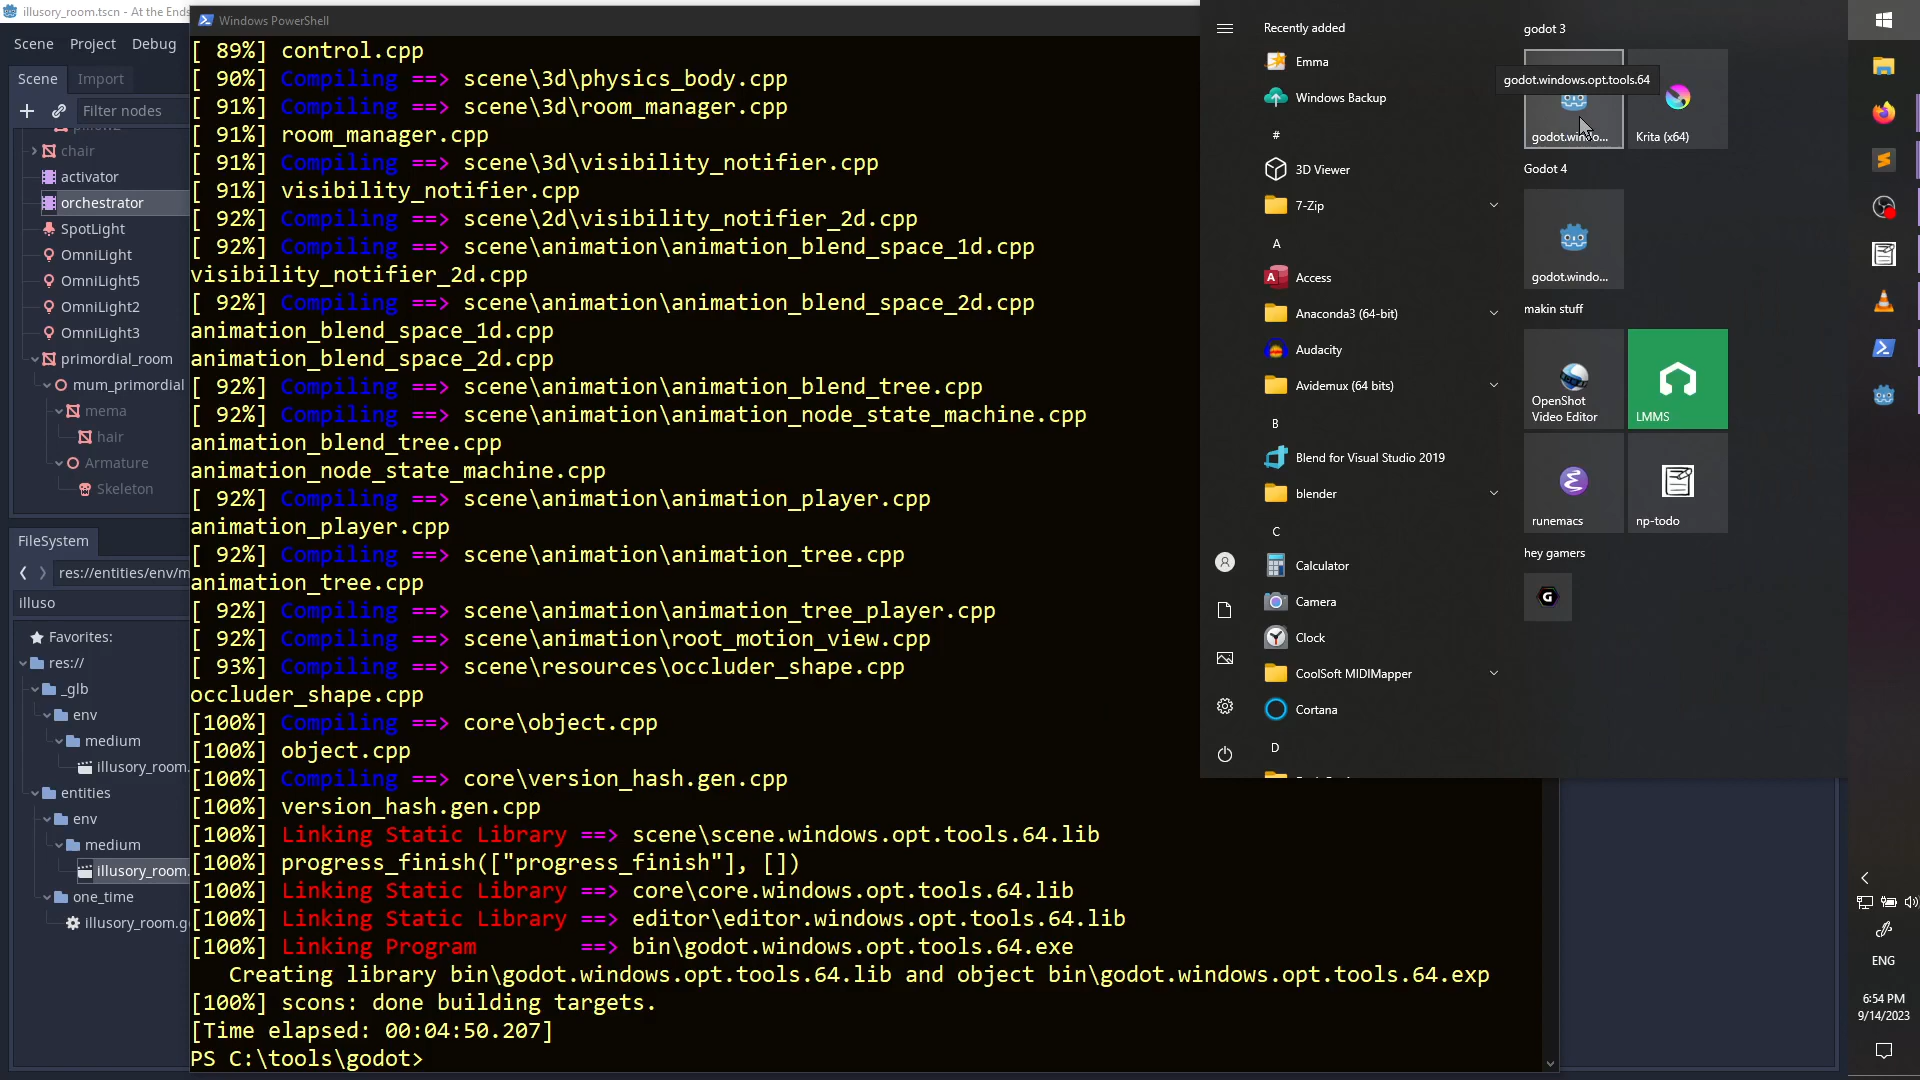 illusory_room.tscn - At the Ends
Scene Project Debug
Scene Import
Filter nodes
chair
activator
orchestrator
SpotLight
OmniLight
OmniLight5
OmniLight2
OmniLight3
primordial_room
mum_primordial
mema
hair
Armature
Skeleton
FileSystem
res://entities/env/m
illuso
Favorites:
res://
_glb
env
medium
illusory_room.
entities
env
medium
illusory_room.
one_time
illusory_room.g
Windows PowerShell
[ 89%] control.cpp
[ 90%] Compiling ==> scene\3d\physics_body.cpp
[ 91%] Compiling ==> scene\3d\room_manager.cpp
[ 91%] room_manager.cpp
[ 91%] Compiling ==> scene\3d\visibility_notifier.cpp
[ 91%] visibility_notifier.cpp
[ 92%] Compiling ==> scene\2d\visibility_notifier_2d.cpp
[ 92%] Compiling ==> scene\animation\animation_blend_space_1d.cpp
visibility_notifier_2d.cpp
[ 92%] Compiling ==> scene\animation\animation_blend_space_2d.cpp
animation_blend_space_1d.cpp
animation_blend_space_2d.cpp
[ 92%] Compiling ==> scene\animation\animation_blend_tree.cpp
[ 92%] Compiling ==> scene\animation\animation_node_state_machine.cpp
animation_blend_tree.cpp
animation_node_state_machine.cpp
[ 92%] Compiling ==> scene\animation\animation_player.cpp
animation_player.cpp
[ 92%] Compiling ==> scene\animation\animation_tree.cpp
animation_tree.cpp
[ 92%] Compiling ==> scene\animation\animation_tree_player.cpp
[ 92%] Compiling ==> scene\animation\root_motion_view.cpp
[ 93%] Compiling ==> scene\resources\occluder_shape.cpp
occluder_shape.cpp
[100%] Compiling ==> core\object.cpp
[100%] object.cpp
[100%] Compiling ==> core\version_hash.gen.cpp
[100%] version_hash.gen.cpp
[100%] Linking Static Library ==> scene\scene.windows.opt.tools.64.lib
[100%] progress_finish(["progress_finish"], [])
[100%] Linking Static Library ==> core\core.windows.opt.tools.64.lib
[100%] Linking Static Library ==> editor\editor.windows.opt.tools.64.lib
[100%] Linking Program ==> bin\godot.windows.opt.tools.64.exe
Creating library bin\godot.windows.opt.tools.64.lib and object bin\godot.windows.opt.tools.64.exp
[100%] scons: done building targets.
[Time elapsed: 00:04:50.207]
PS C:\tools\godot>
Recently added
Emma
Windows Backup
#
3D Viewer
7-Zip
A
Access
Anaconda3 (64-bit)
Audacity
Avidemux (64 bits)
B
Blend for Visual Studio 2019
blender
C
Calculator
Camera
Clock
CoolSoft MIDIMapper
Cortana
D
godot 3
godot.windows.opt.tools.64
godot.windo...
Krita (x64)
Godot 4
godot.windo...
makin stuff
OpenShot
Video Editor
LMMS
runemacs
np-todo
hey gamers
G
ENG
6:54 PM
9/14/2023